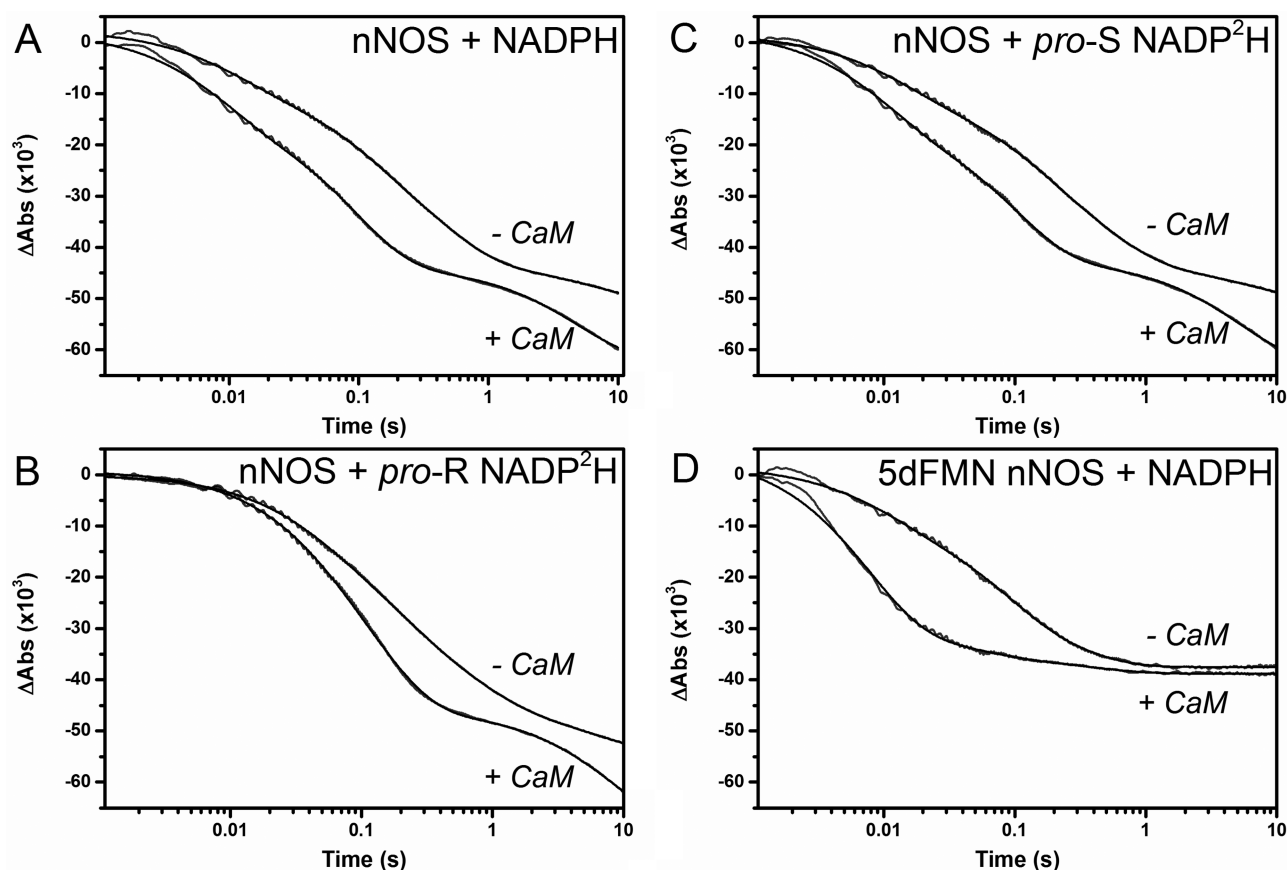 A
nNOS + NADPH
0
-10
-20
-30
-40
-50
-60
ΔAbs (x10³)
- CaM
+ CaM
0.01 0.1 1 10
Time (s)
C
nNOS + pro-S NADP²H
0
-10
-20
-30
-40
-50
-60
ΔAbs (x10³)
- CaM
+ CaM
0.01 0.1 1 10
Time (s)
B
nNOS + pro-R NADP²H
0
-10
-20
-30
-40
-50
-60
ΔAbs (x10³)
- CaM
+ CaM
0.01 0.1 1 10
Time (s)
D
5dFMN nNOS + NADPH
0
-10
-20
-30
-40
-50
-60
ΔAbs (x10³)
- CaM
+ CaM
0.01 0.1 1 10
Time (s)